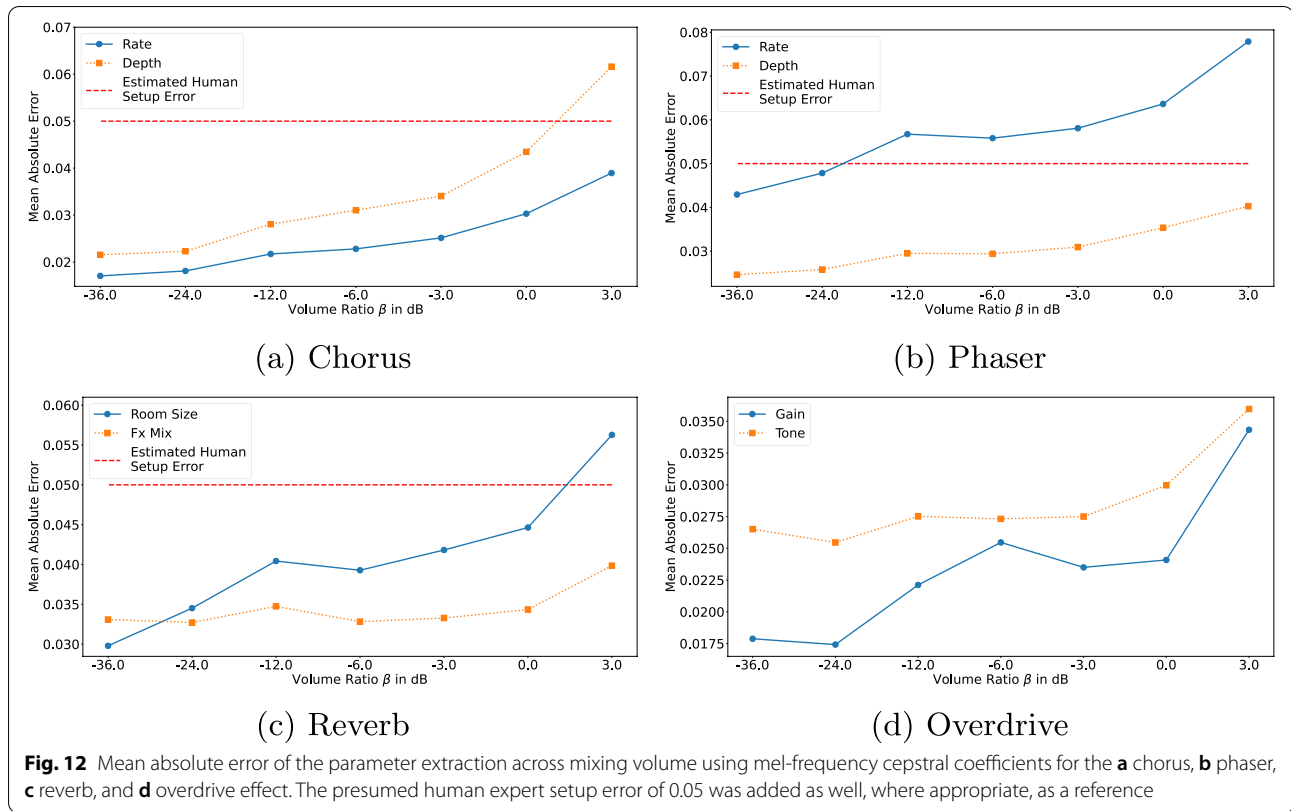 0.07
0.06
0.05
0.04
0.03
0.02
Mean Absolute Error
Rate
Depth
Estimated Human
Setup Error
-36.0 -24.0 -12.0 -6.0 -3.0 0.0 3.0
Volume Ratio β in dB
(a) Chorus
0.08
0.07
0.06
0.05
0.04
0.03
Mean Absolute Error
Rate
Depth
Estimated Human
Setup Error
-36.0 -24.0 -12.0 -6.0 -3.0 0.0 3.0
Volume Ratio β in dB
(b) Phaser
0.060
0.055
0.050
0.045
0.040
0.035
0.030
Mean Absolute Error
Room Size
Fx Mix
Estimated Human
Setup Error
-36.0 -24.0 -12.0 -6.0 -3.0 0.0 3.0
Volume Ratio β in dB
(c) Reverb
0.0350
0.0325
0.0300
0.0275
0.0250
0.0225
0.0200
0.0175
Mean Absolute Error
Gain
Tone
-36.0 -24.0 -12.0 -6.0 -3.0 0.0 3.0
Volume Ratio β in dB
(d) Overdrive
Fig. 12 Mean absolute error of the parameter extraction across mixing volume using mel-frequency cepstral coefficients for the a chorus, b phaser,
c reverb, and d overdrive effect. The presumed human expert setup error of 0.05 was added as well, where appropriate, as a reference